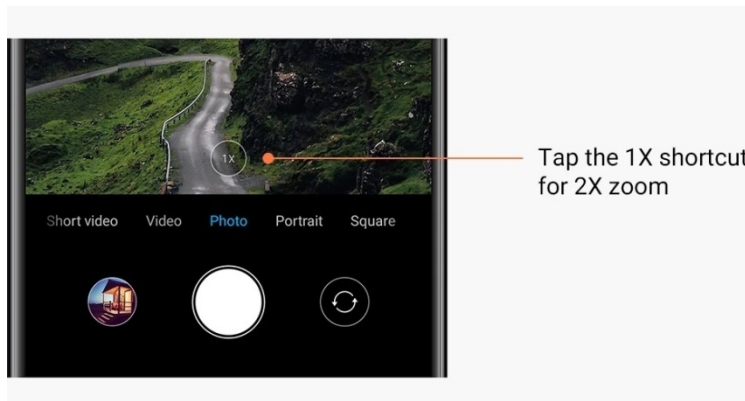 1X
Tap the 1X shortcut
for 2X zoom
Short video Video Photo Portrait Square